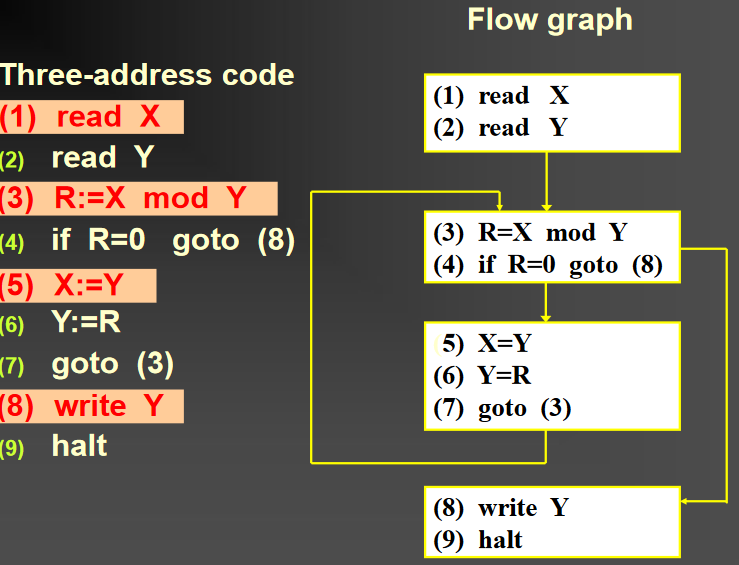 Flow graph
Three-address code
(1) read X
(2) read Y
(3) R:=X mod Y
(4) if R=0 goto (8)
(5) X:=Y
(6) Y:=R
(7) goto (3)
(8) write Y
(9) halt
(1) read X
(2) read Y
(3) R=X mod Y
(4) if R=0 goto (8)
5) X=Y
(6) Y=R
(7) goto (3)
(8) write Y
(9) halt